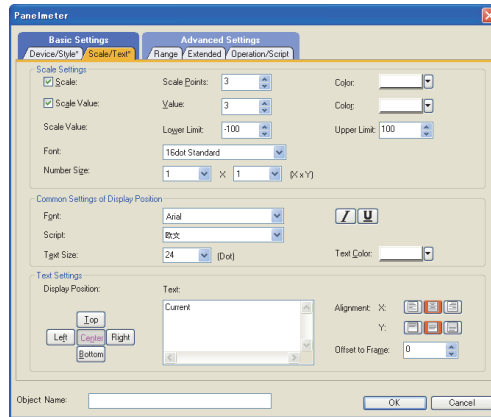 Panelmeter
Basic Settings
Advanced Settings
Device/Style* Scale/Text* Range Extended Operation/Script
Scale Settings
Scale: Scale Points: 3 Color:
Scale Value: Value: 3 Color:
Scale Value: Lower Limit: -100 Upper Limit: 100
Font: 16dot Standard
Number Size: 1 X 1 (X x Y)
Common Settings of Display Position
Font: Arial I U
Script: 欧文
Text Size: 24 (Dot) Text Color:
Text Settings
Display Position: Text:
Current
Alignment: X:
Top
Y:
Left Center Right
Offset to Frame: 0
Bottom
Object Name:
OK Cancel